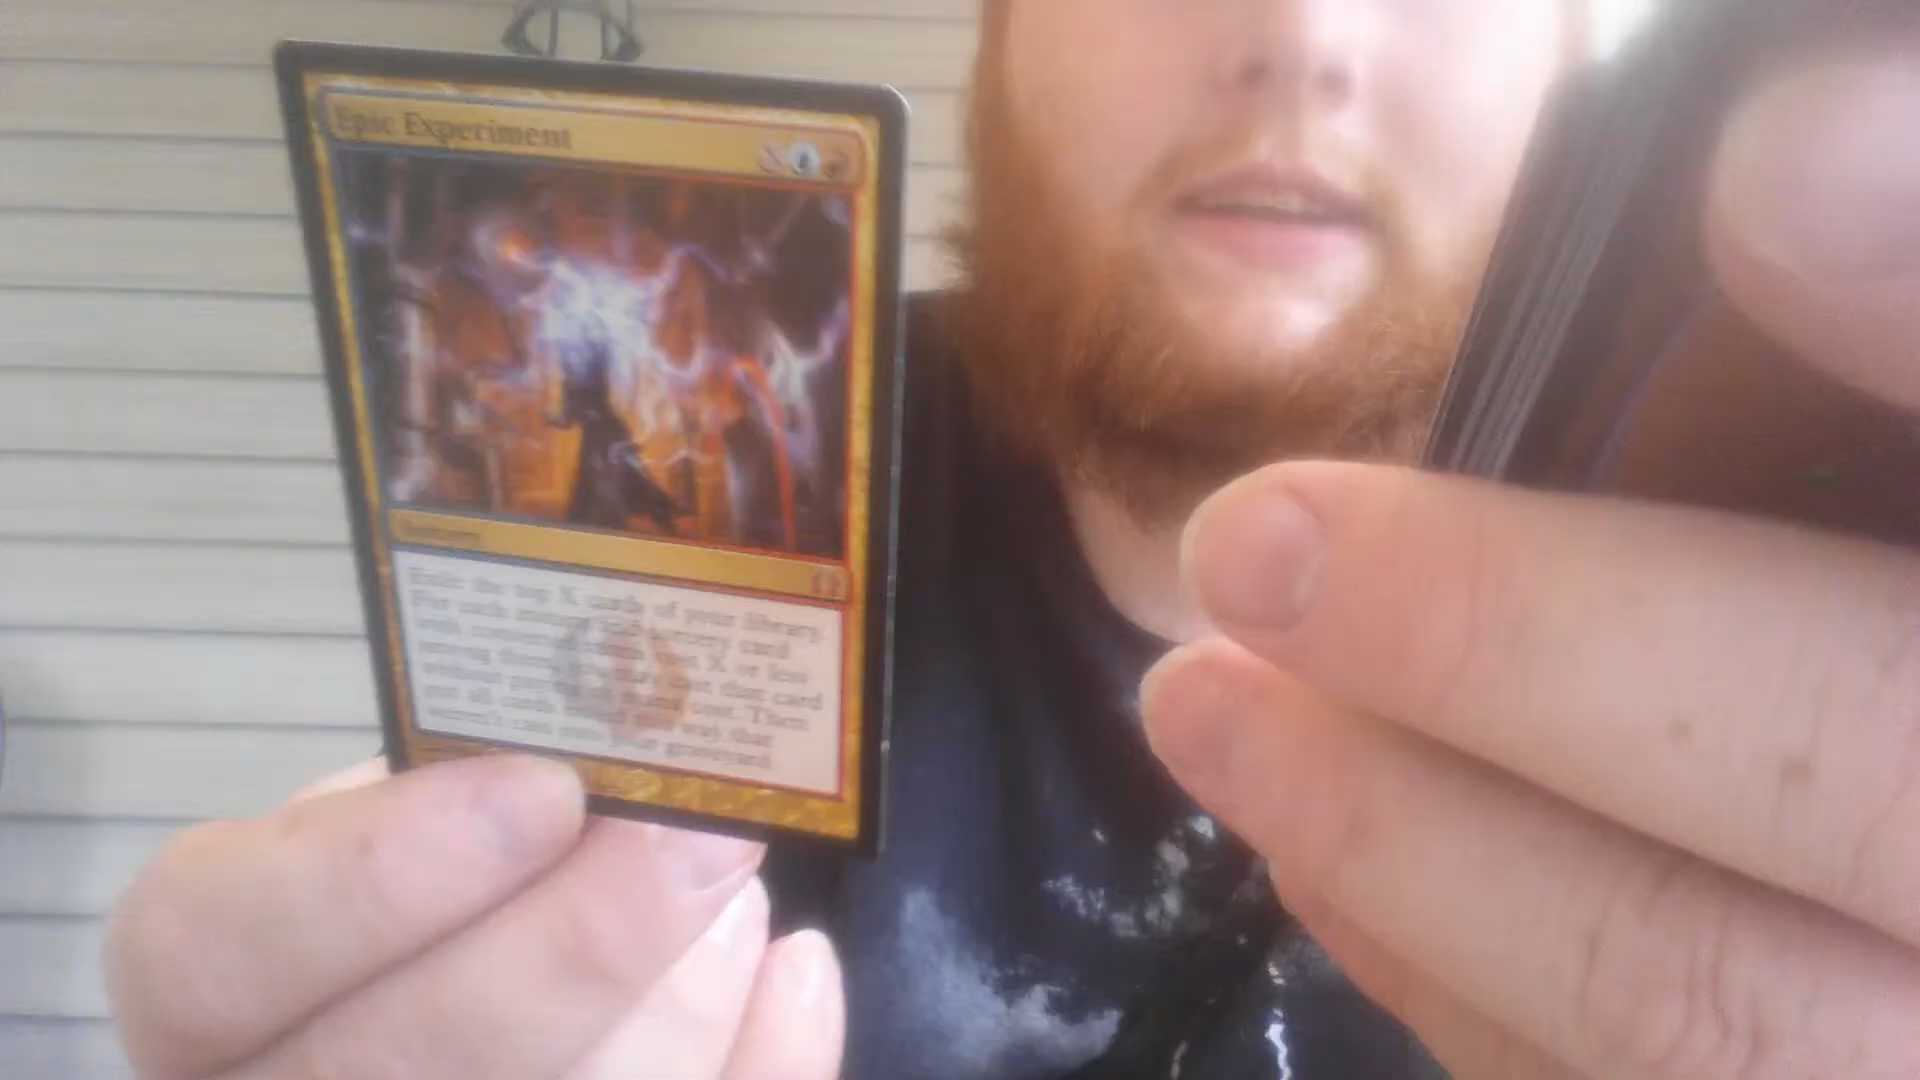 Epic Experiment
X
Sorcery
Exile the top X cards of your library.
For each instant and sorcery card
with converted mana cost X or less
among them, you may cast that card
without paying its mana cost. Then
put all cards exiled this way that
weren't cast into your graveyard.